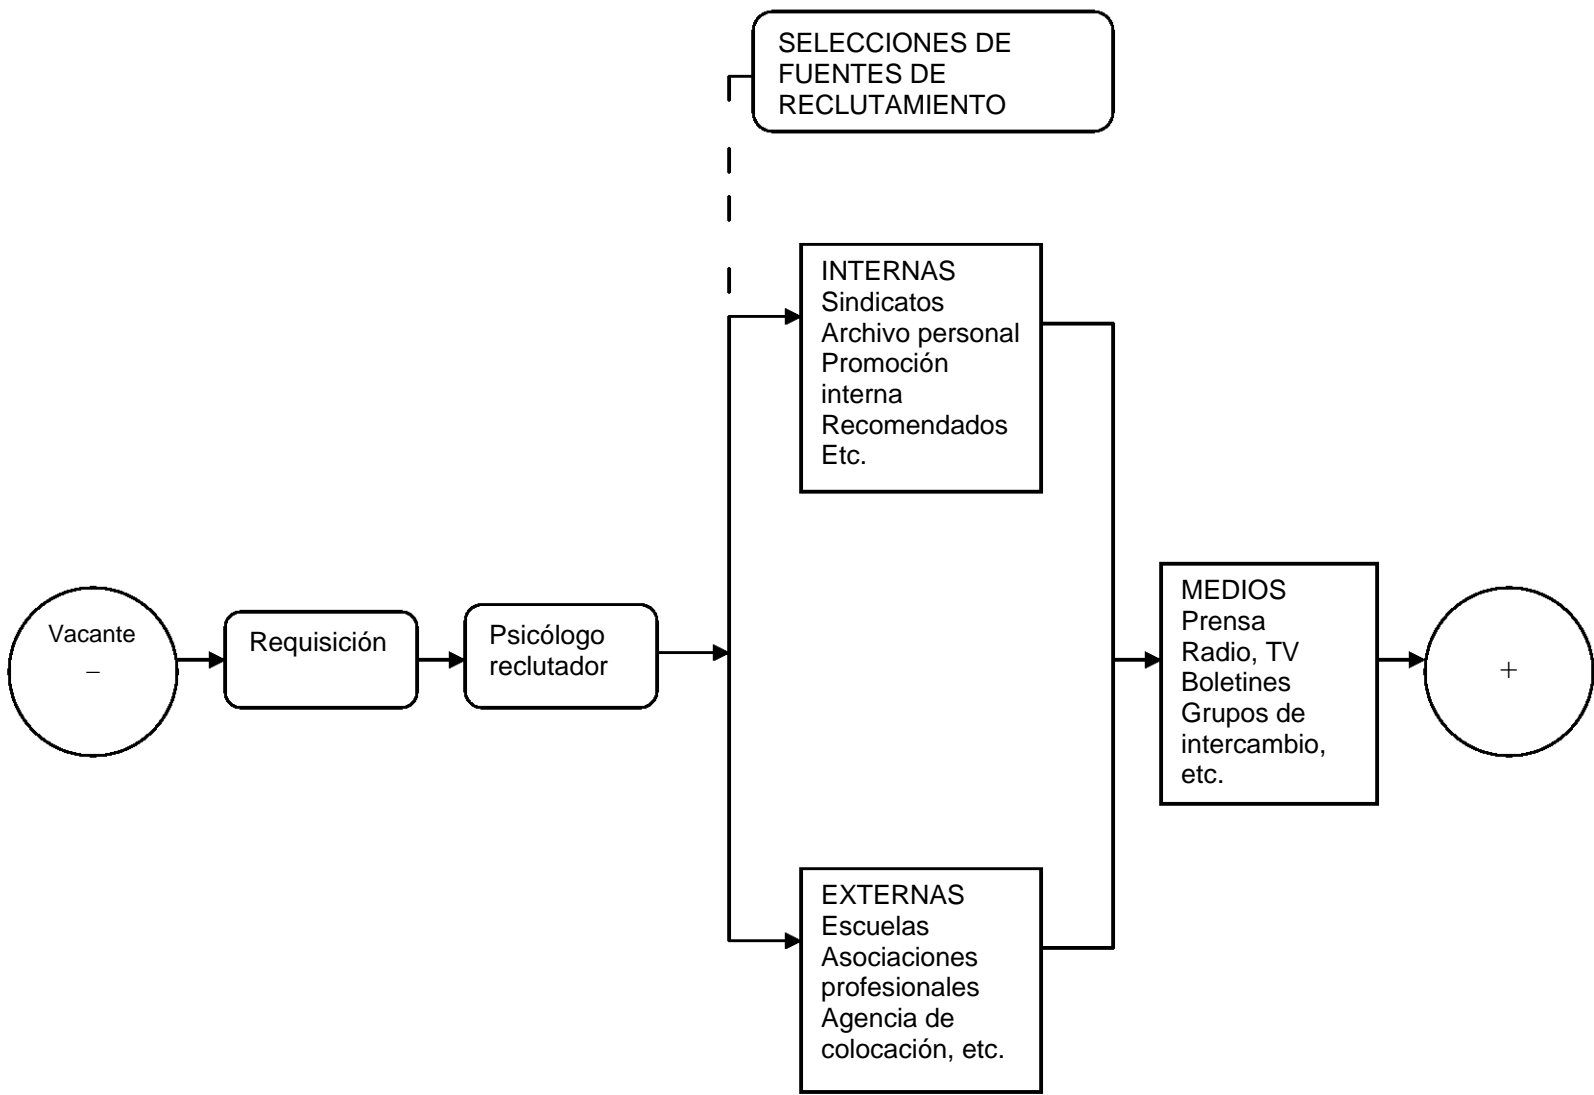 SELECCIONES DE
FUENTES DE
RECLUTAMIENTO
INTERNAS
Sindicatos
Archivo personal
Promoción
interna
Recomendados
Etc.
Vacante
–
Requisición
Psicólogo
reclutador
MEDIOS
Prensa
Radio, TV
Boletines
Grupos de
intercambio,
etc.
+
EXTERNAS
Escuelas
Asociaciones
profesionales
Agencia de
colocación, etc.